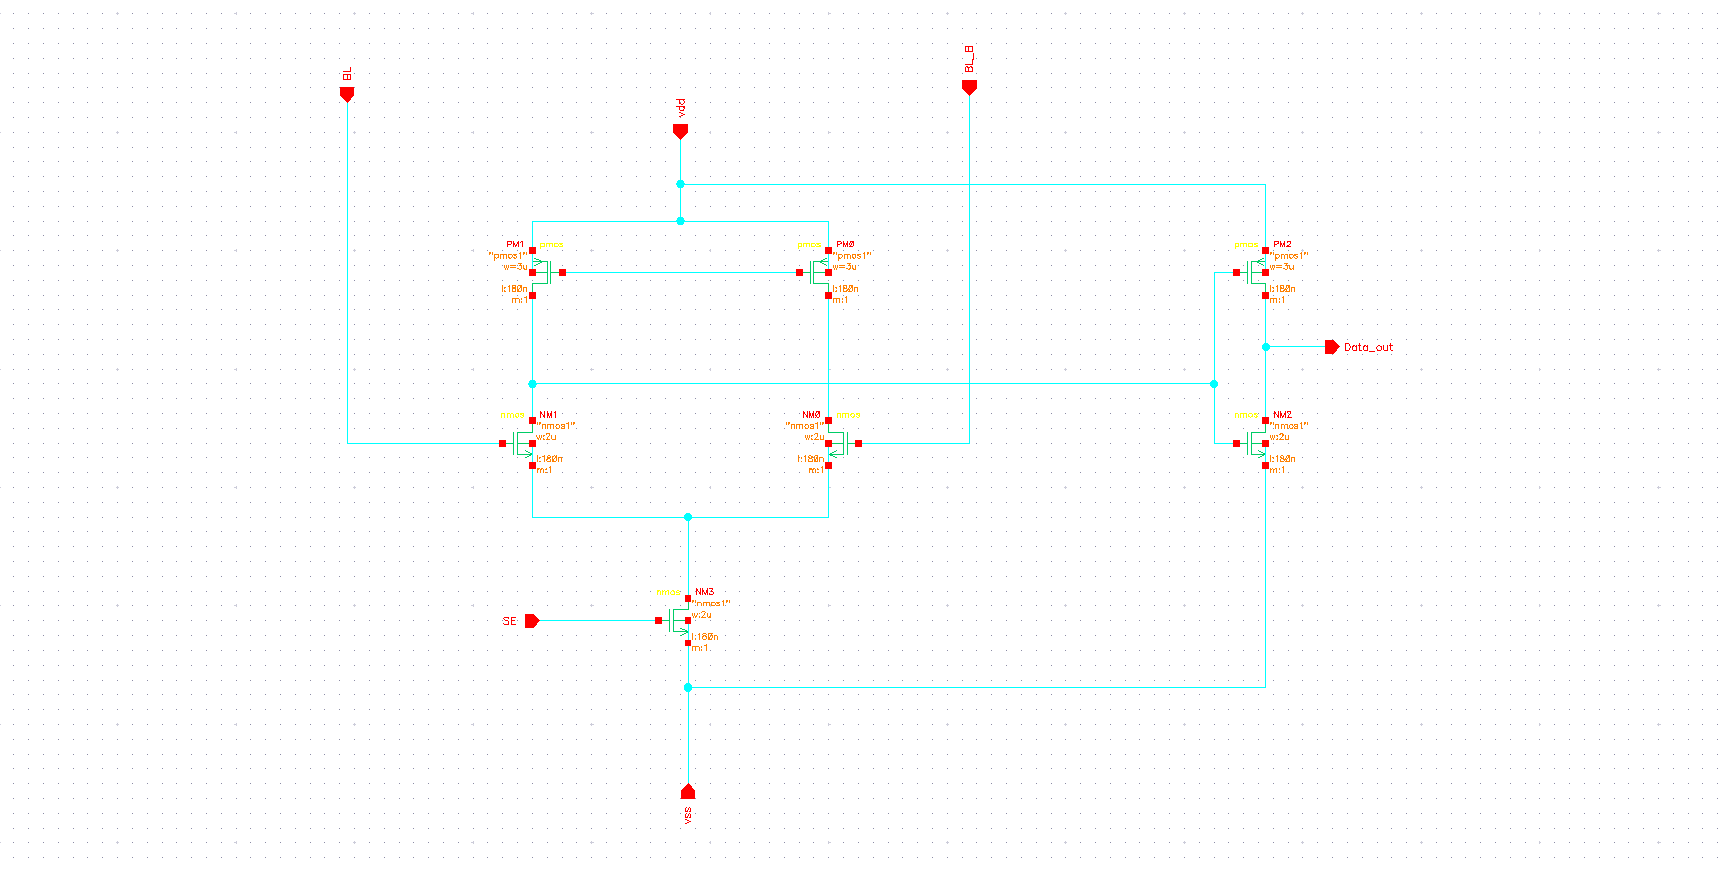 BL
BL_B
vdd
PM1
pmos
"pmos1"
w=3u
l:180n
m:1
pmos
PM0
"pmos1"
w=3u
l:180n
m:1
pmos
PM2
"pmos1"
w=3u
l:180n
m:1
Data_out
nmos
NM1
"nmos1"
w:2u
l:180n
m:1
NM0
nmos
"nmos1"
w:2u
l:180n
m:1
nmos
NM2
"nmos1"
w:2u
l:180n
m:1
nmos
NM3
"nmos1"
w:2u
l:180n
m:1
SE
vss